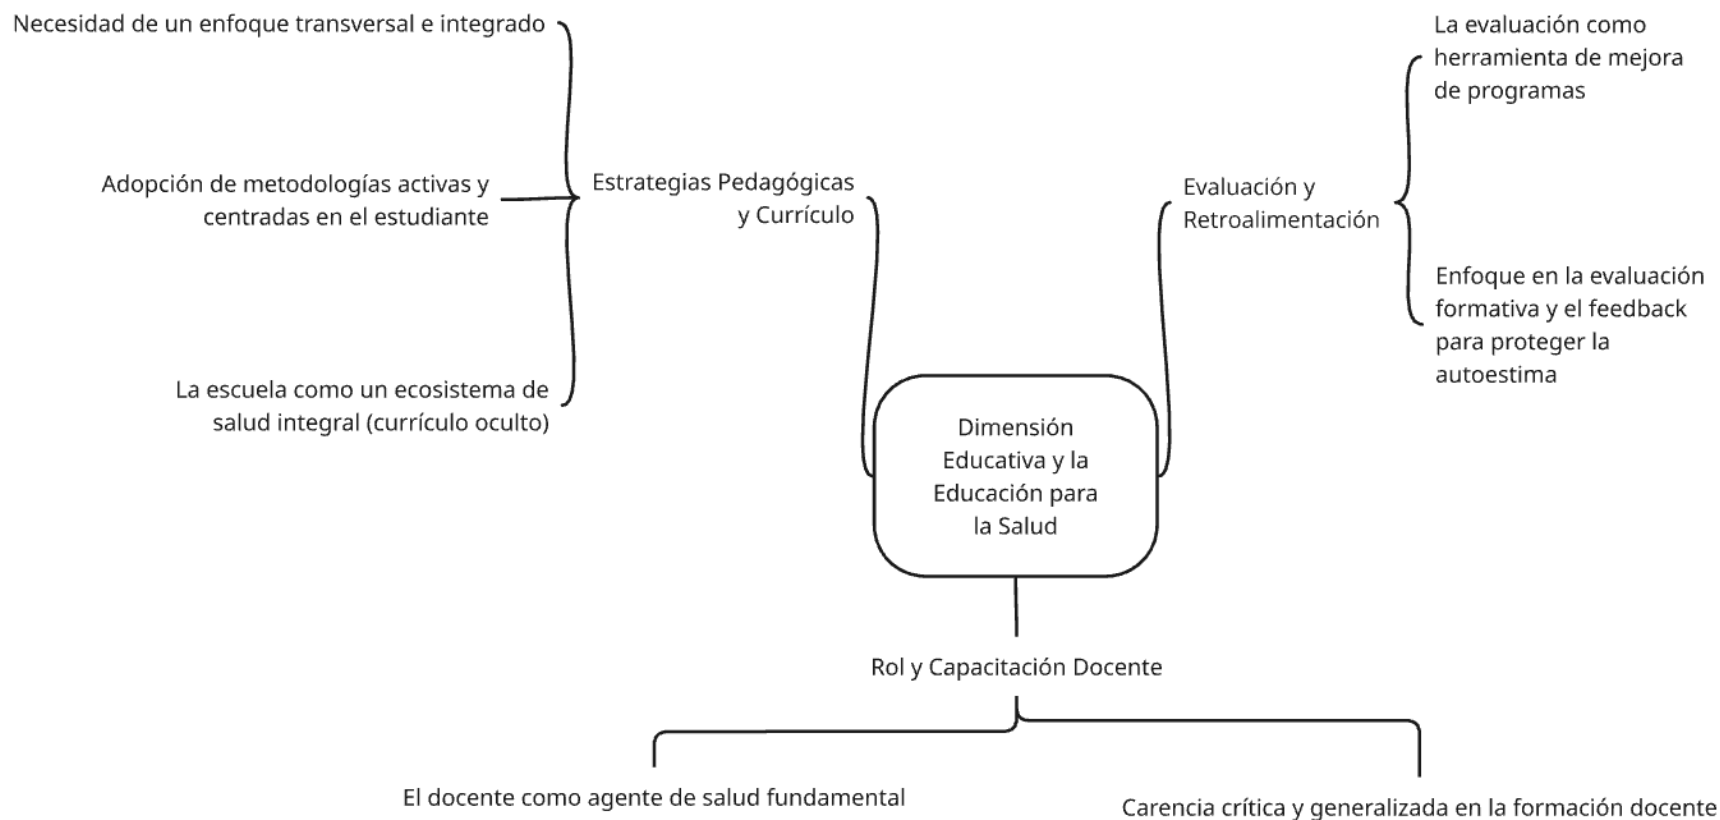 Necesidad de un enfoque transversal e integrado
Adopción de metodologías activas y
centradas en el estudiante
La escuela como un ecosistema de
salud integral (currículo oculto)
Estrategias Pedagógicas
y Currículo
La evaluación como
herramienta de mejora
de programas
Evaluación y
Retroalimentación
Enfoque en la evaluación
formativa y el feedback
para proteger la
autoestima
Dimensión
Educativa y la
Educación para
la Salud
Rol y Capacitación Docente
El docente como agente de salud fundamental
Carencia crítica y generalizada en la formación docente